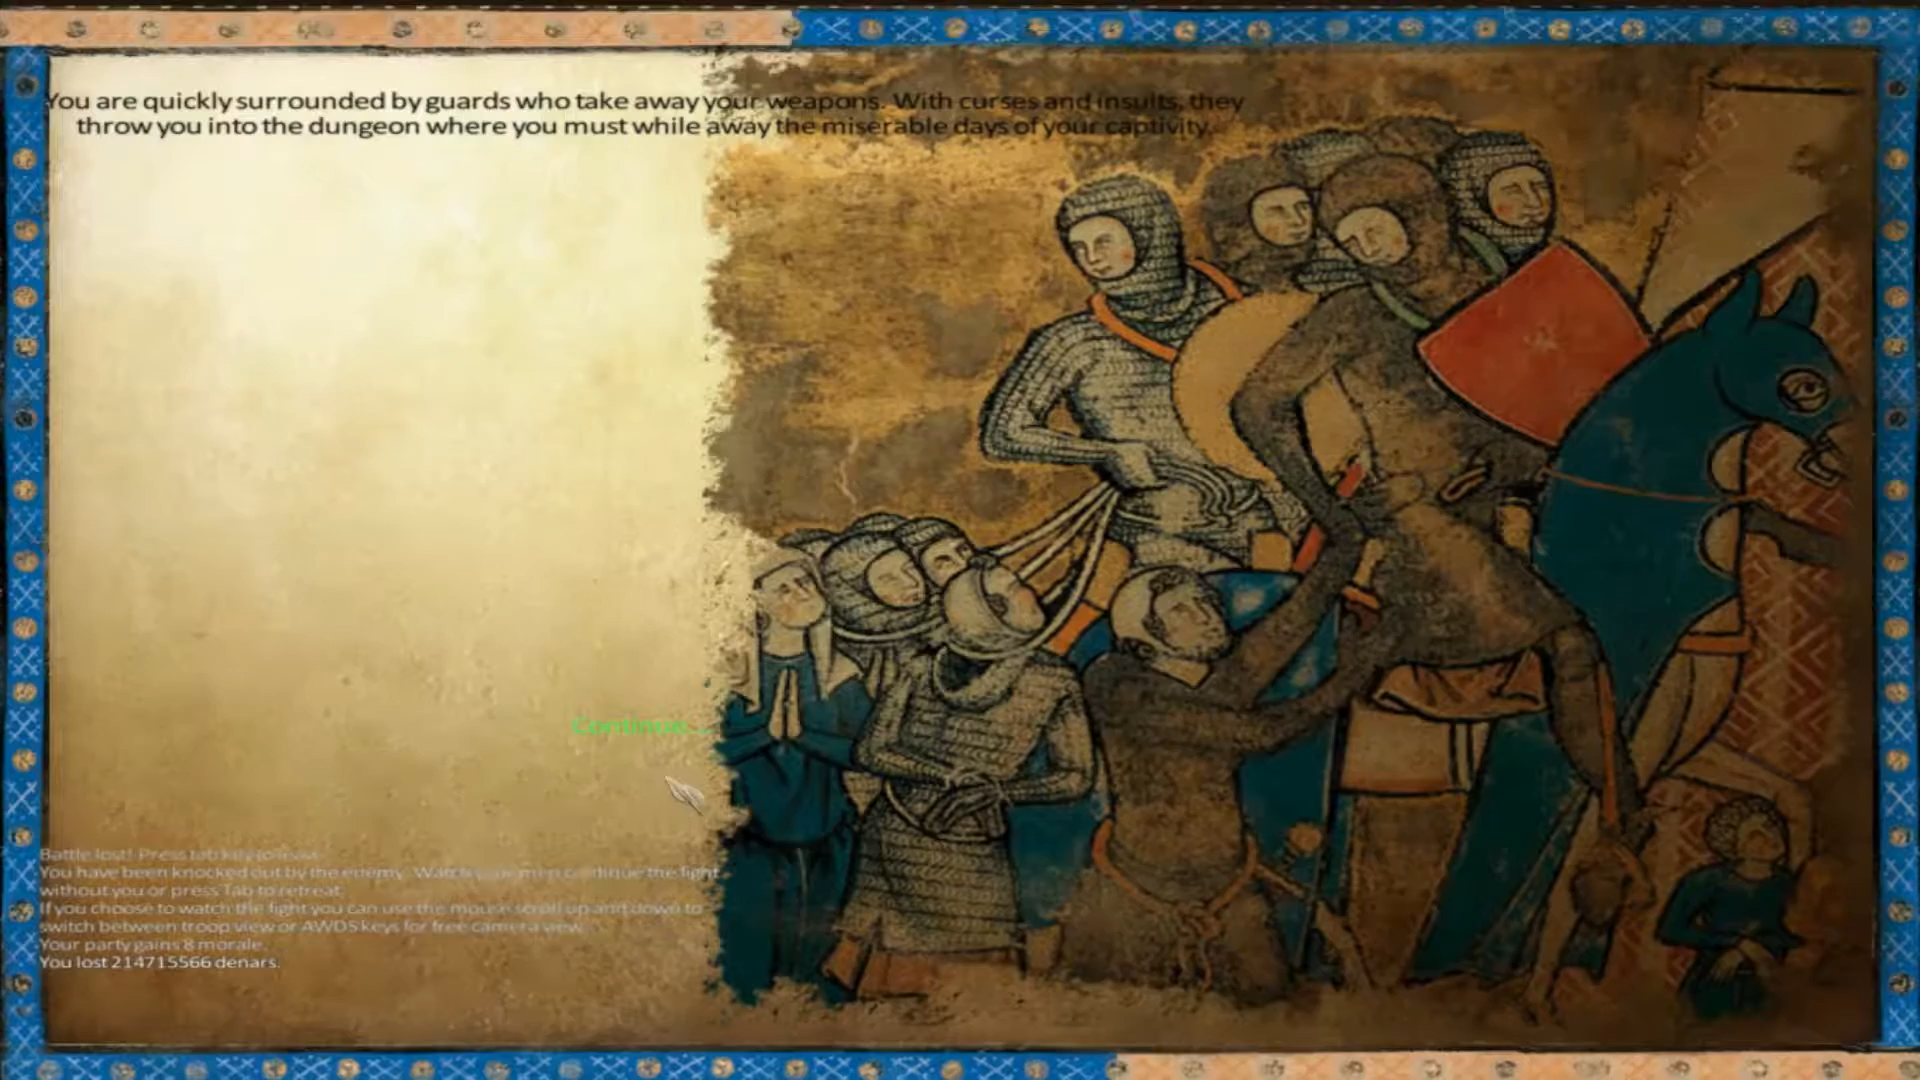 You are quickly surrounded by guards who take away your weapons. With curses and insults, they
throw you into the dungeon where you must while away the miserable days of your captivity.
Continue...
Battle lost! Press tab key to leave.
You have been knocked out by the enemy. Watch your men continue the fight
without you or press Tab to retreat.
If you choose to watch the fight you can use the mouse scroll up and down to
switch between troop view or AWDS keys for free camera view.
Your party gains 8 morale.
You lost 214715566 denars.